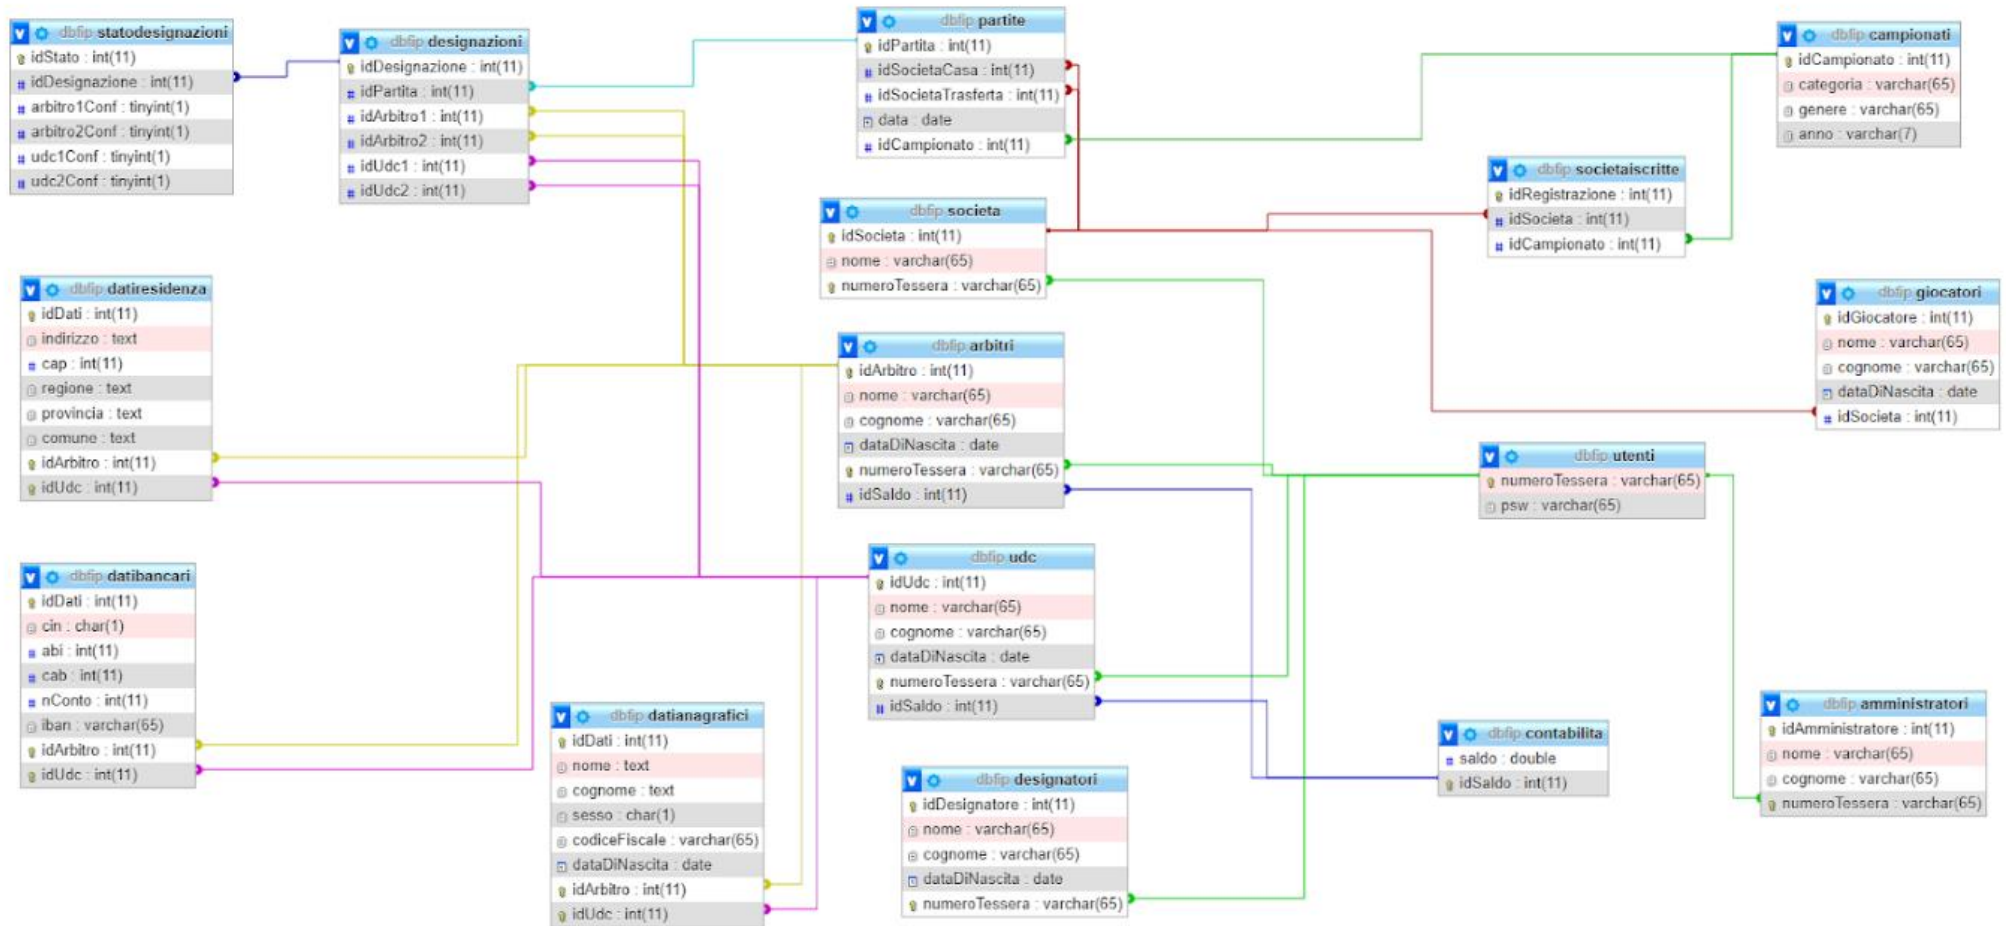 dbfip statodesignazioni
idStato : int(11)
idDesignazione : int(11)
arbitro1Conf : tinyint(1)
arbitro2Conf : tinyint(1)
udc1Conf : tinyint(1)
udc2Conf : tinyint(1)
dbfip designazioni
idDesignazione : int(11)
idPartita : int(11)
idArbitro1 : int(11)
idArbitro2 : int(11)
idUdc1 : int(11)
idUdc2 : int(11)
dbfip partite
idPartita : int(11)
idSocietaCasa : int(11)
idSocietaTrasferta : int(11)
data : date
idCampionato : int(11)
dbfip campionati
idCampionato : int(11)
categoria : varchar(65)
genere : varchar(65)
anno : varchar(7)
dbfip societaiscritte
idRegistrazione : int(11)
idSocieta : int(11)
idCampionato : int(11)
dbfip societa
idSocieta : int(11)
nome : varchar(65)
numeroTessera : varchar(65)
dbfip datiresidenza
idDati : int(11)
indirizzo : text
cap : int(11)
regione : text
provincia : text
comune : text
idArbitro : int(11)
idUdc : int(11)
dbfip giocatori
idGiocatore : int(11)
nome : varchar(65)
cognome : varchar(65)
dataDiNascita : date
idSocieta : int(11)
dbfip arbitri
idArbitro : int(11)
nome : varchar(65)
cognome : varchar(65)
dataDiNascita : date
numeroTessera : varchar(65)
idSaldo : int(11)
dbfip utenti
numeroTessera : varchar(65)
psw : varchar(65)
dbfip udc
idUdc : int(11)
nome : varchar(65)
cognome : varchar(65)
dataDiNascita : date
numeroTessera : varchar(65)
idSaldo : int(11)
dbfip datibancari
idDati : int(11)
cin : char(1)
abi : int(11)
cab : int(11)
nConto : int(11)
iban : varchar(65)
idArbitro : int(11)
idUdc : int(11)
dbfip datianagrafici
idDati : int(11)
nome : text
cognome : text
sesso : char(1)
codiceFiscale : varchar(65)
dataDiNascita : date
idArbitro : int(11)
idUdc : int(11)
dbfip designatori
idDesignatore : int(11)
nome : varchar(65)
cognome : varchar(65)
dataDiNascita : date
numeroTessera : varchar(65)
dbfip contabilita
saldo : double
idSaldo : int(11)
dbfip amministratori
idAmministratore : int(11)
nome : varchar(65)
cognome : varchar(65)
numeroTessera : varchar(65)